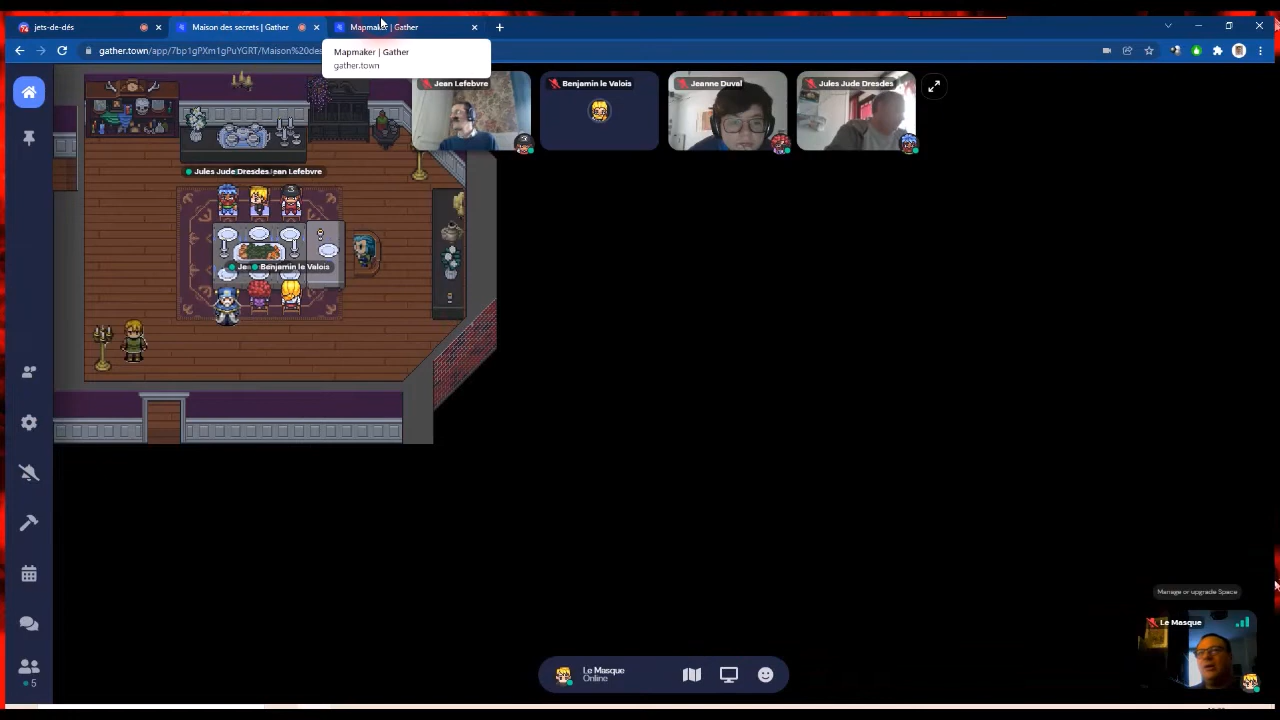 jets-de-dés
Maison des secrets | Gather
Mapmaker | Gather
gather.town/app/7bp1gPXm1gPuYGRT/Maison%20des
Mapmaker | Gather
gather.town
Jean Lefebvre
Benjamin le Valois
Jeanne Duval
Jules Jude Dresdes
Jules Jude Dresdes Jean Lefebvre
Je Benjamin le Valois
Manage or upgrade Space
Le Masque
5
Le Masque
Online